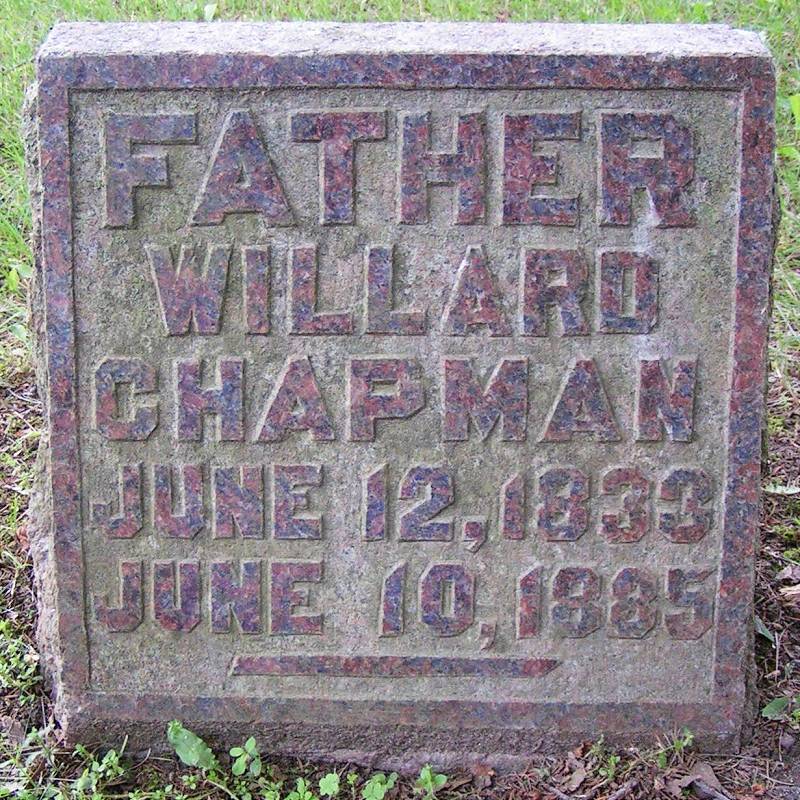 FATHER
WILLARD
CHAPMAN
JUNE 12, 1833
JUNE 10, 1885